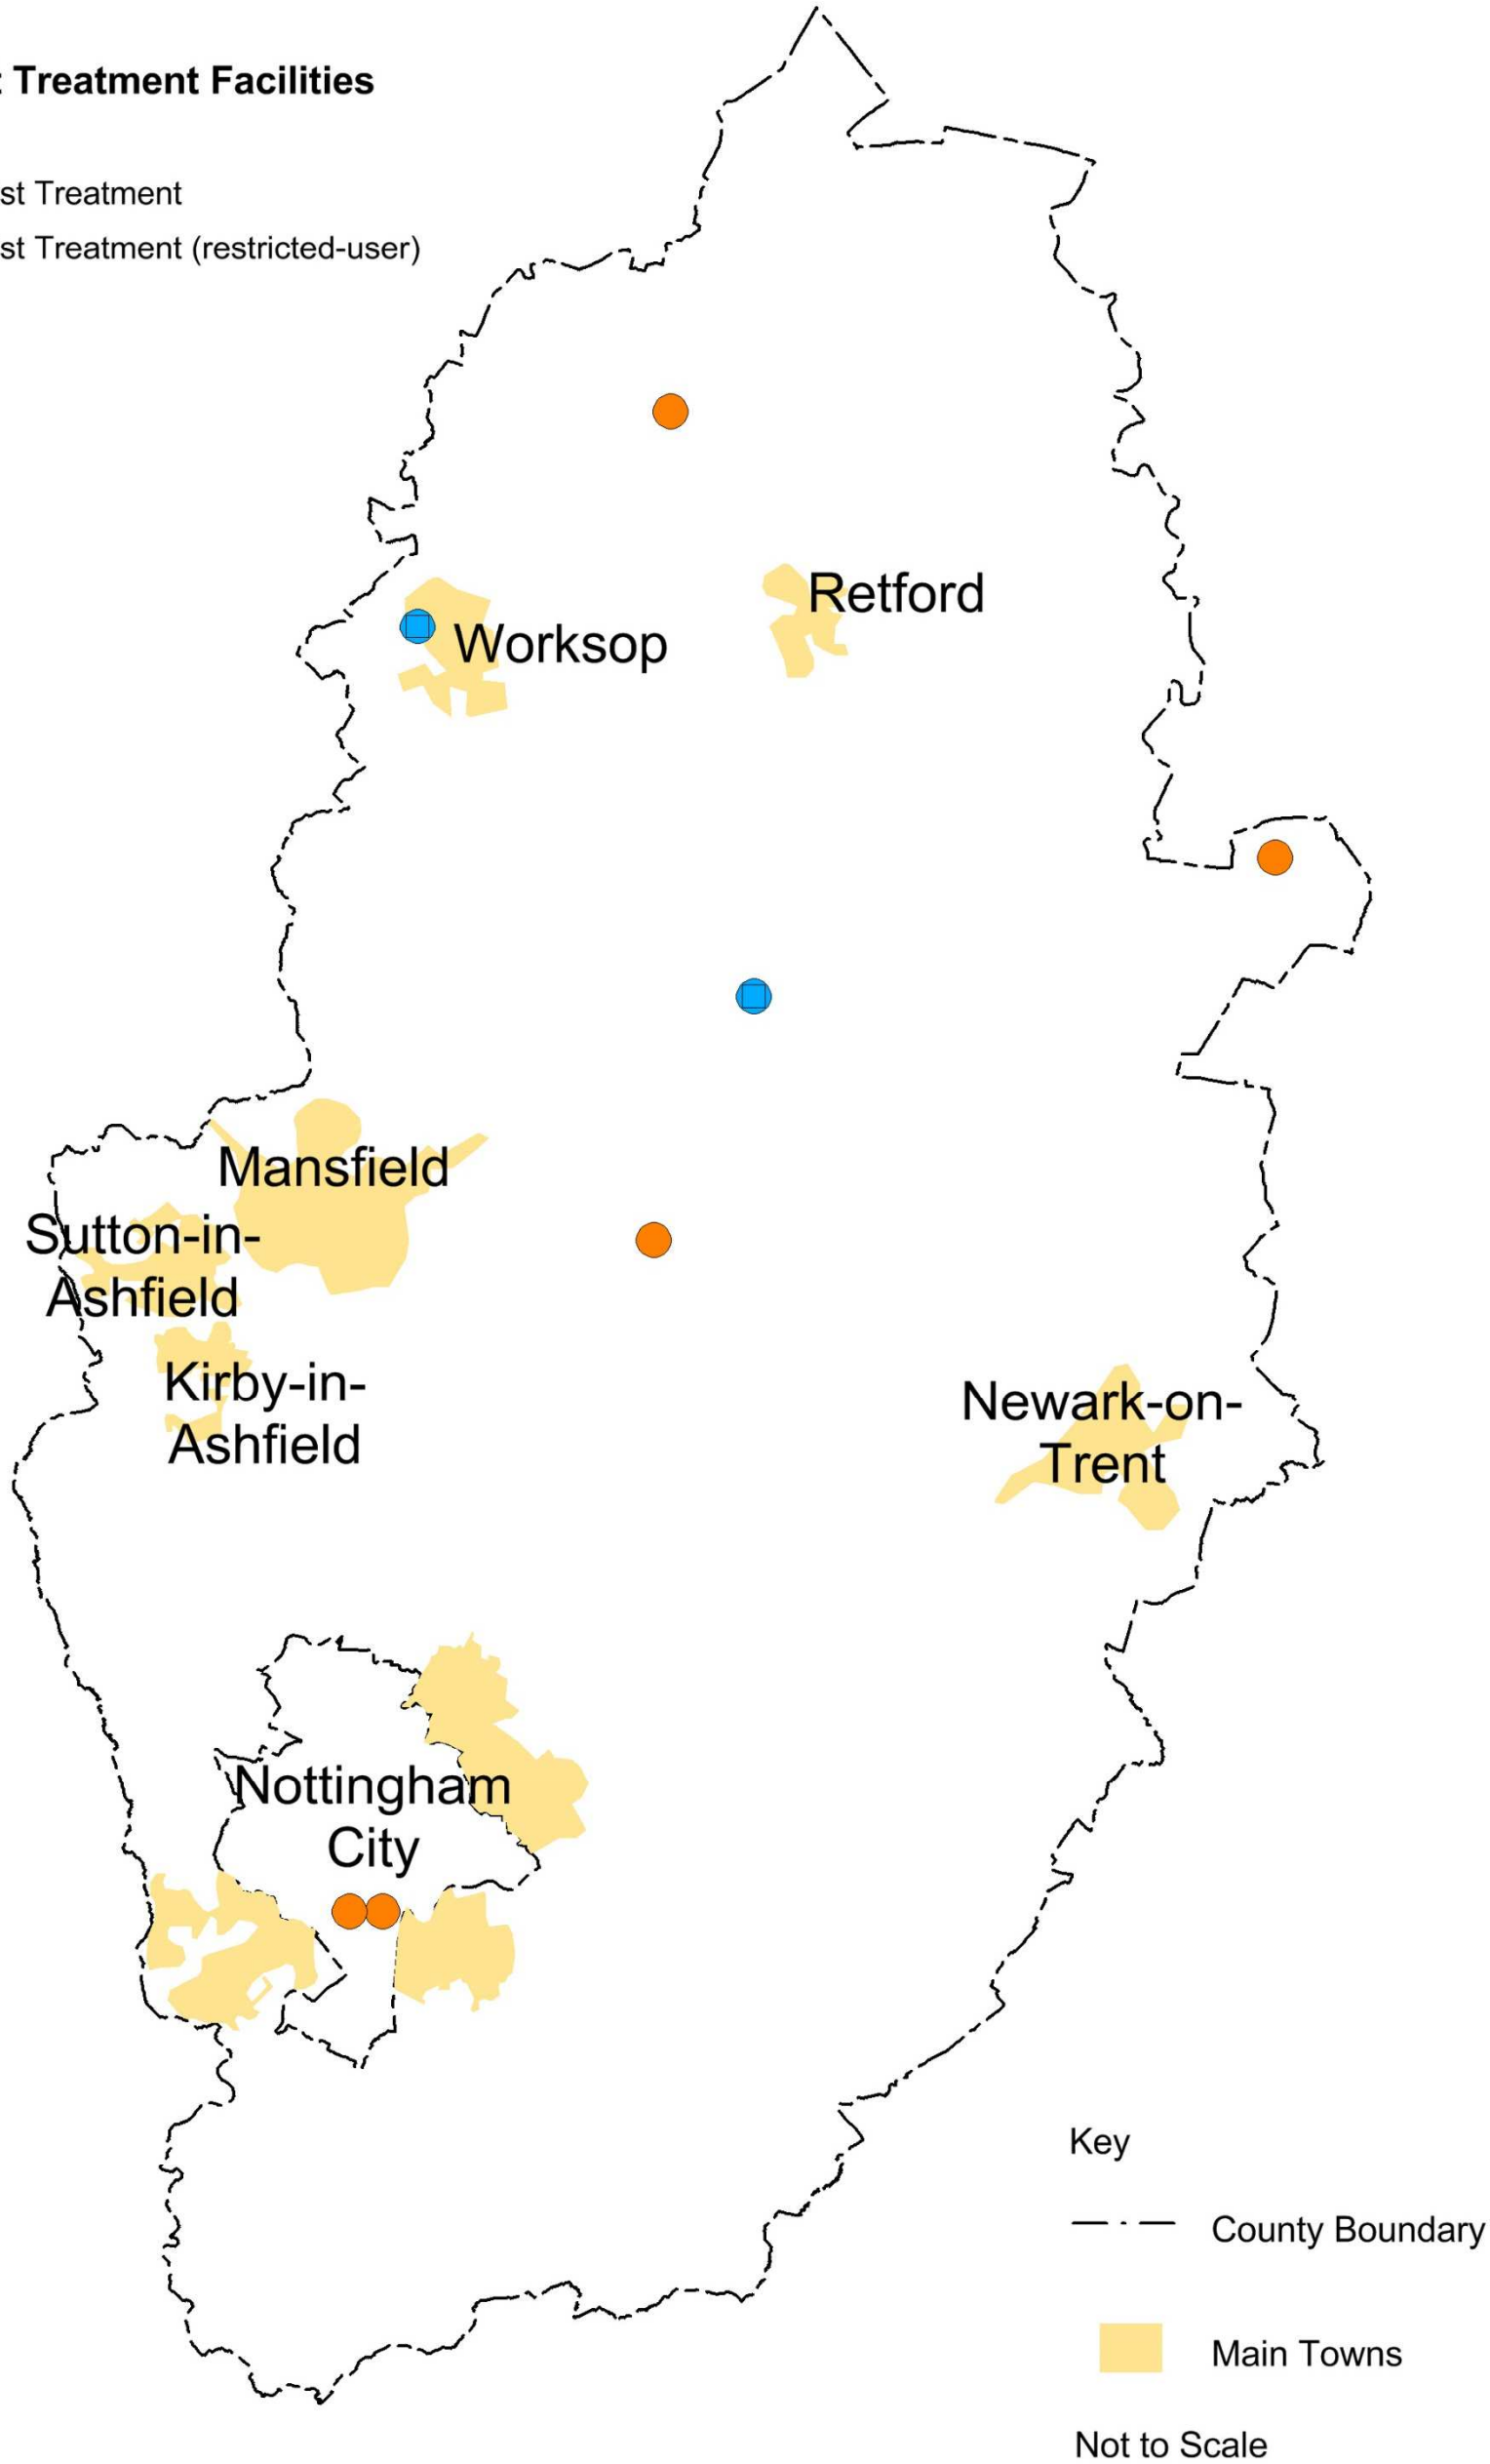 Treatment Facilities
st Treatment
st Treatment (restricted-user)
Retford
Worksop
Mansfield
Sutton-in-
Ashfield
Kirby-in-
Ashfield
Newark-on-
Trent
Nottingham
City
Key
County Boundary
Main Towns
Not to Scale